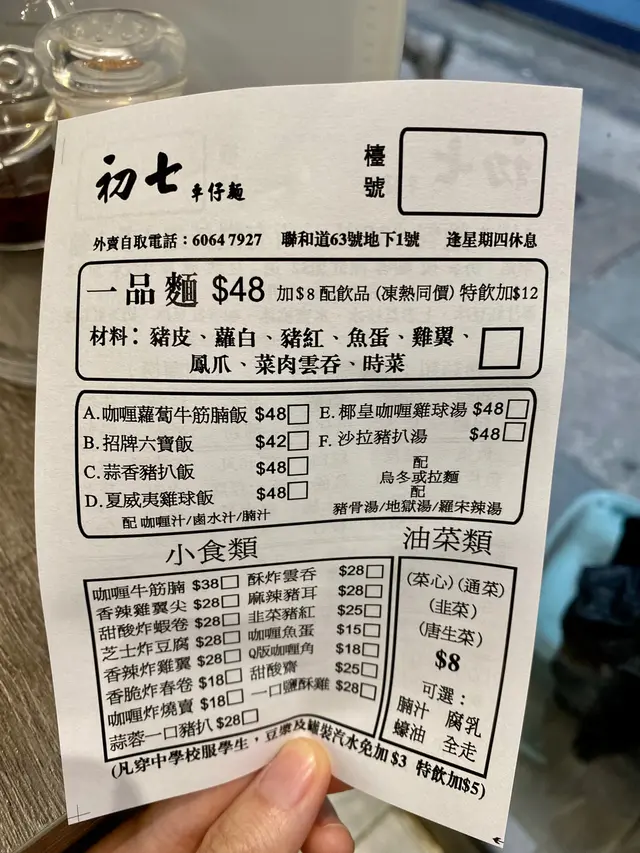 初七 車仔麵
檯號
外賣自取電話：6064 7927 聯和道63號地下1號 逢星期四休息
一品麵 $48 加$8配飲品(凍熱同價) 特飲加$12
材料：豬皮、蘿白、豬紅、魚蛋、雞翼、
鳳爪、菜肉雲吞、時菜
A.咖喱蘿蔔牛筋腩飯 $48
B.招牌六寶飯 $42
C.蒜香豬扒飯 $48
D.夏威夷雞球飯 $48
配 咖喱汁/鹵水汁/腩汁
E.椰皇咖喱雞球湯 $48
F.沙拉豬扒湯 $48
配
烏冬或拉麵
配
豬骨湯/地獄湯/羅宋辣湯
小食類
咖喱牛筋腩 $38
香辣雞翼尖 $28
甜酸炸蝦卷 $28
芝士炸豆腐 $28
香辣炸雞翼 $28
香脆炸春卷 $18
咖喱炸燒賣 $18
蒜蓉一口豬扒 $28
酥炸雲吞 $28
麻辣豬耳 $28
韭菜豬紅 $25
咖喱魚蛋 $15
Q版咖喱角 $18
甜酸齋 $25
一口鹽酥雞 $28
油菜類
(菜心)(通菜)
(韭菜)
(唐生菜)
$8
可選：
腩汁 腐乳
蠔油 全走
(凡穿中學校服學生，豆漿及罐裝汽水免加$3 特飲加$5)